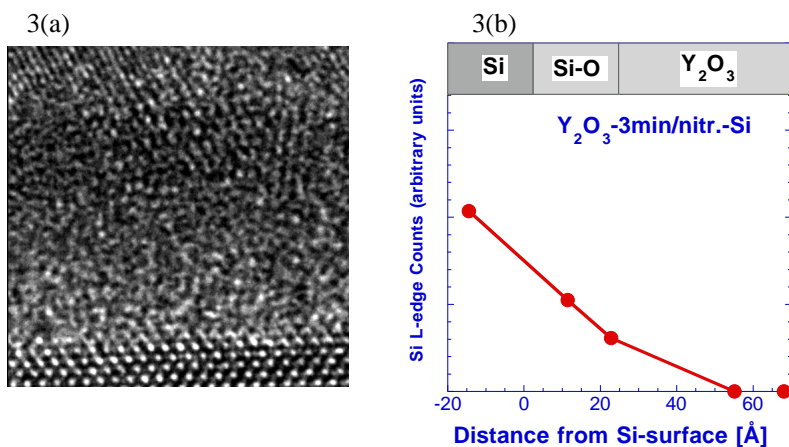 3(a)
3(b)
Si Si-O Y₂O₃
Y₂O₃-3min/nitr.-Si
Si L-edge Counts (arbitrary units)
-20 0 20 40 60
Distance from Si-surface [Å]